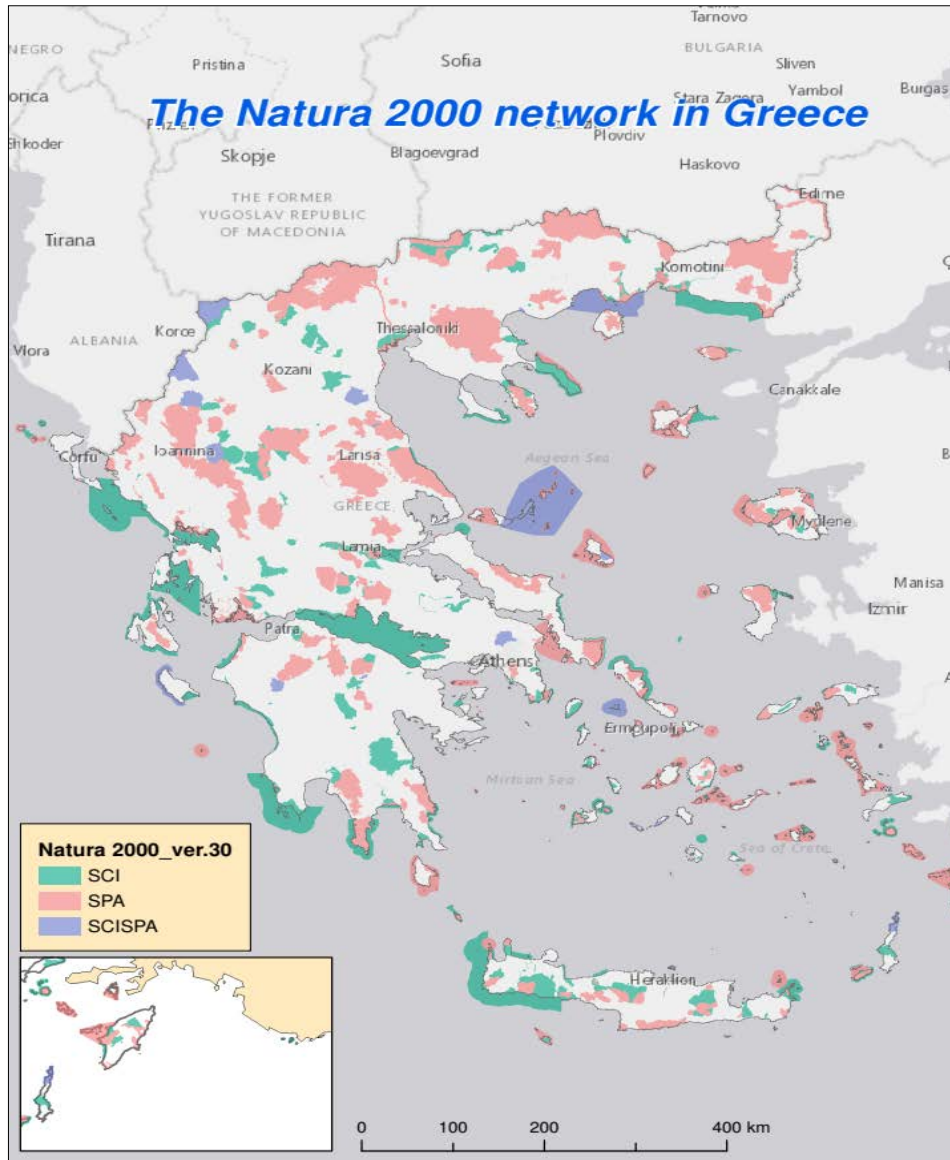 Tarnovo
NEGRO
BULGARIA
Sofia
Pristina
Sliven
Yambol
Burgas
orica
Stara Zagora
The Natura 2000 network in Greece
Plovdiv
Blagoevgrad
Skopje
Haskovo
THE FORMER
YUGOSLAV REPUBLIC
OF MACEDONIA
Edirne
Tirana
Komotini
Korce
Thessaloniki
ALBANIA
Vlora
Kozani
Canakkale
Ioannina
Larisa
Corfu
Aegean Sea
GREECE
Lamia
Manisa
Izmir
Patra
Athens
Ermoupoli
Mirtoan Sea
Natura 2000_ver.30
SCI
SPA
SCISPA
Sea of Crete
Heraklion
0 100 200 400 km